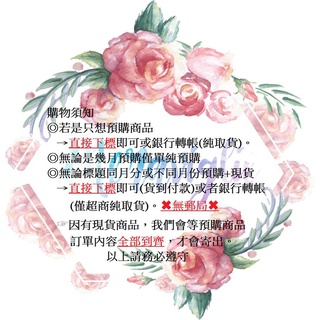 購物須知
◎若是只想預購商品
→直接下標即可或銀行轉帳(純取貨)。
◎無論是幾月預購僅單純預購
◎無論標題同月分或不同月份預購+現貨
→直接下標即可(貨到付款)或者銀行轉帳
(僅超商純取貨)。✖無郵局✖
因有現貨商品，我們會等預購商品
訂單內容全部到齊，才會寄出。
以上請務必遵守